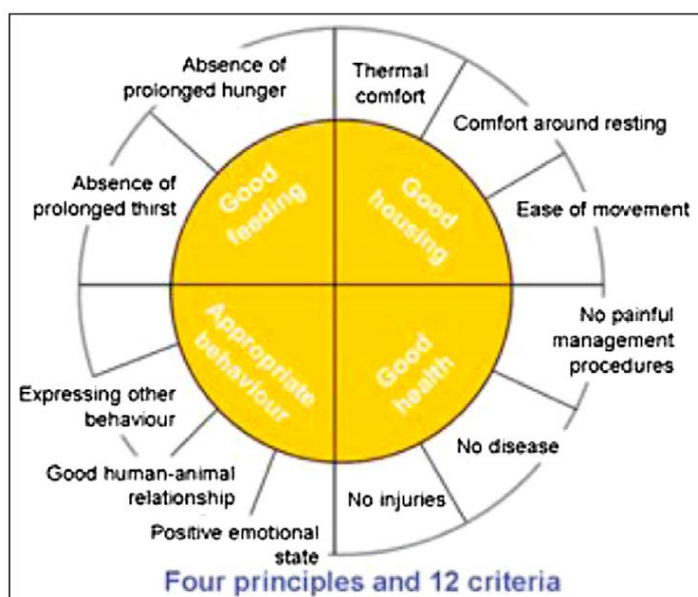 Absence of
prolonged hunger
Thermal
comfort
Comfort around resting
Ease of movement
Absence of
prolonged thirst
Good
feeding
Good
housing
Appropriate
behaviour
Good
health
No painful
management
procedures
No disease
No injuries
Expressing other
behaviour
Good human-animal
relationship
Positive emotional
state
Four principles and 12 criteria